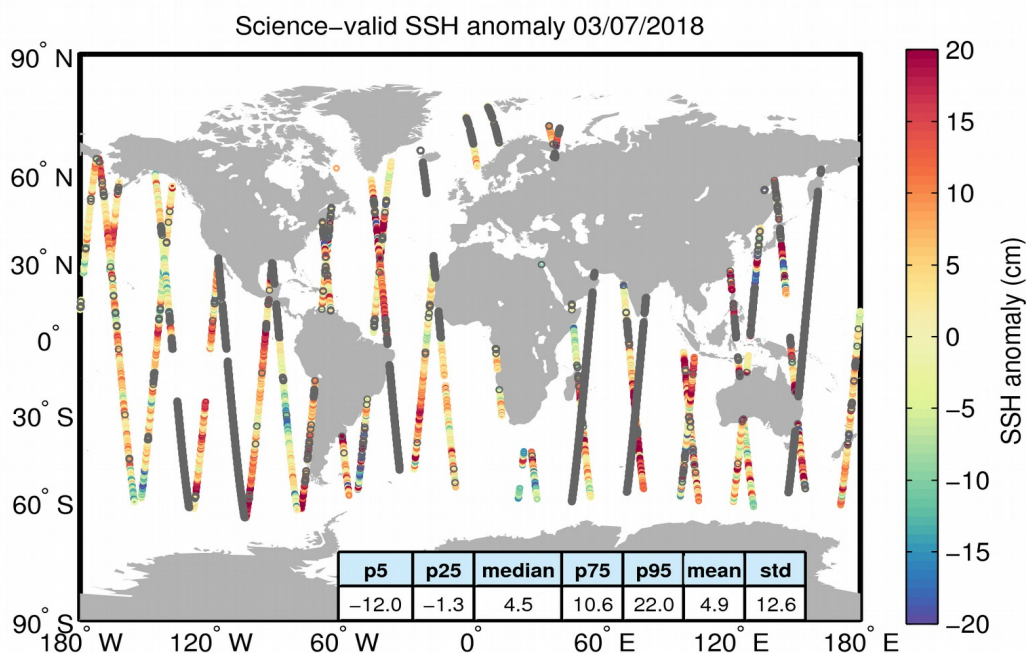 Science−valid SSH anomaly 03/07/2018
90° N
60° N
30° N
0°
30° S
60° S
90° S
180° W
120° W
60° W
0°
60° E
120° E
180° E
p5 p25 median p75 p95 mean std
−12.0 −1.3 4.5 10.6 22.0 4.9 12.6
20
15
10
5
0
−5
−10
−15
−20
SSH anomaly (cm)